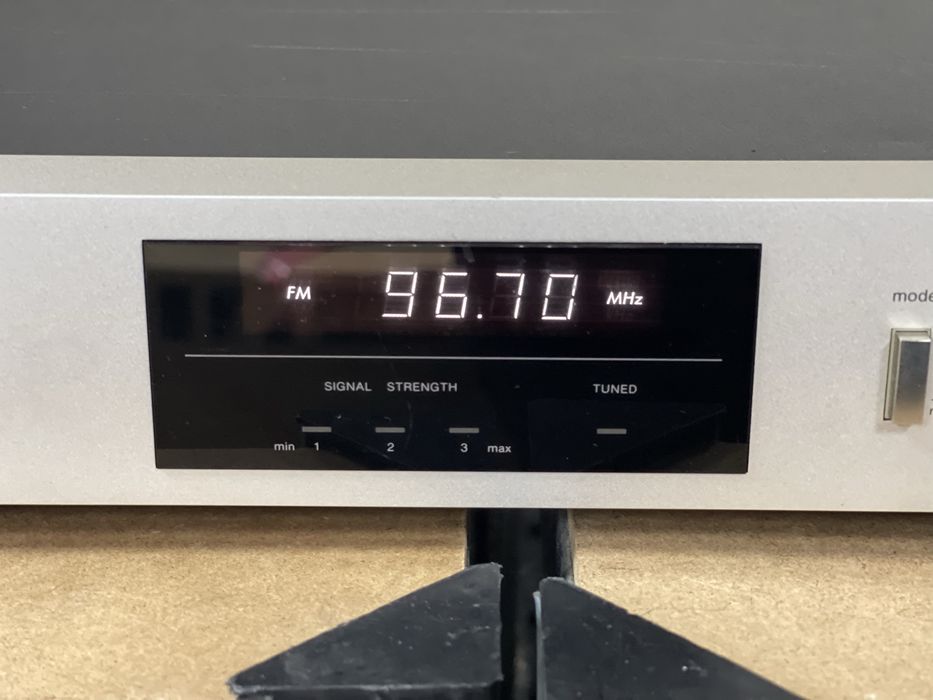 FM 96.70 MHz
mode
SIGNAL STRENGTH TUNED
min 1 2 3 max